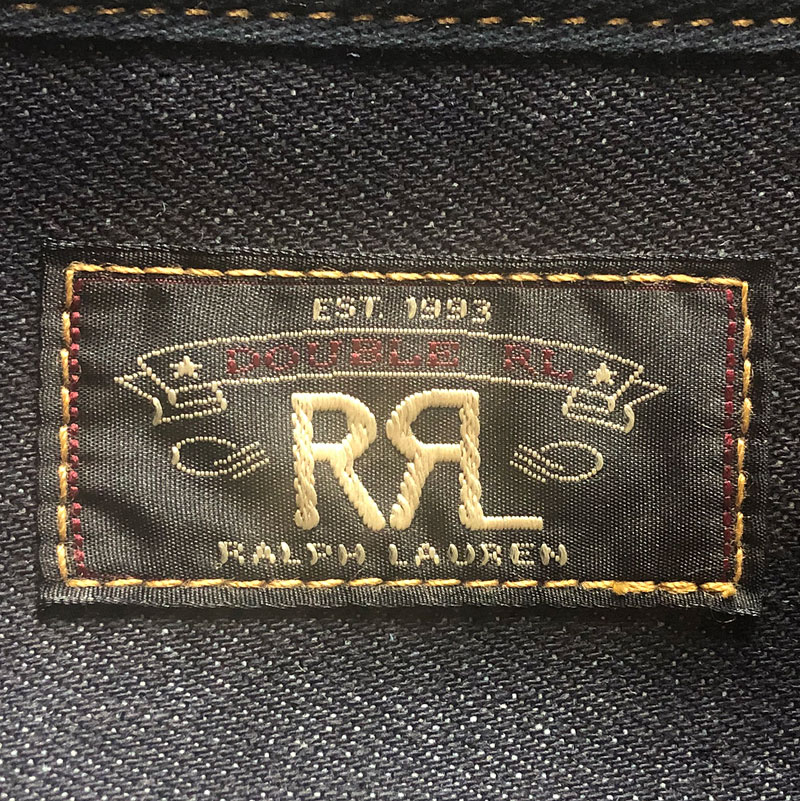 EST. 1993
DOUBLE RL
RRL
RALPH LAUREN